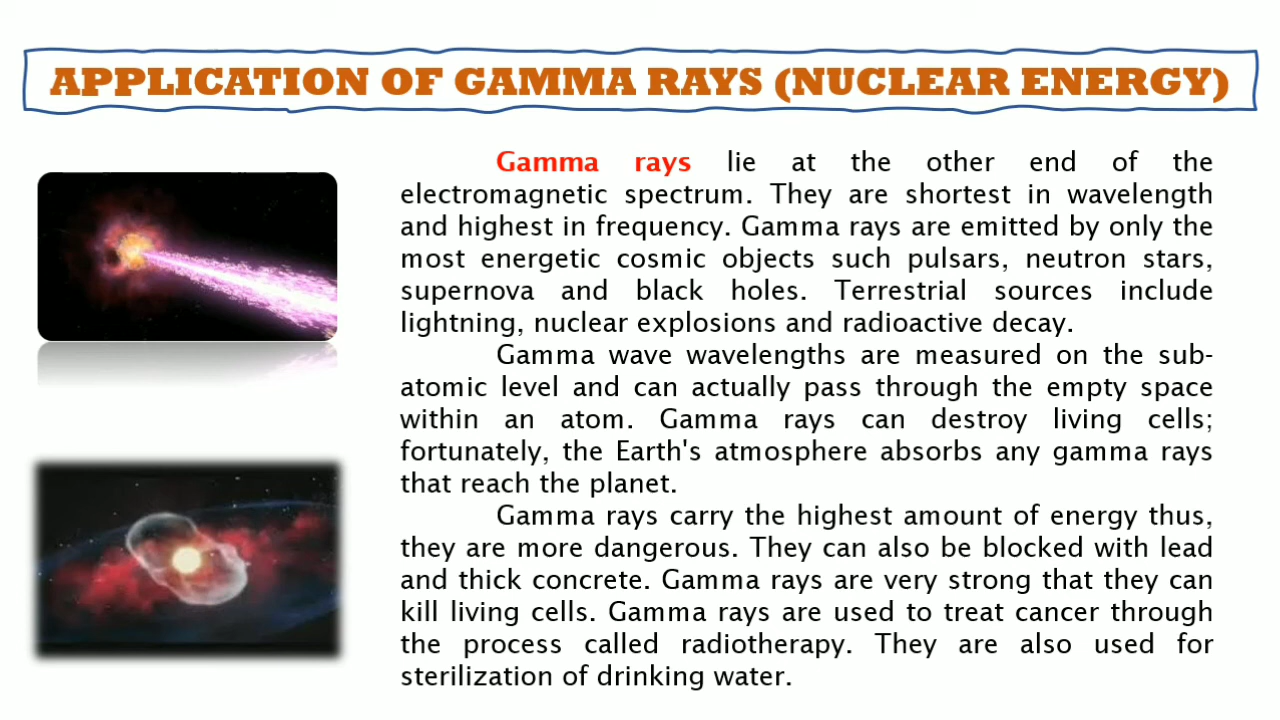 APPLICATION OF GAMMA RAYS (NUCLEAR ENERGY)
Gamma rays lie at the other end of the
electromagnetic spectrum. They are shortest in wavelength
and highest in frequency. Gamma rays are emitted by only the
most energetic cosmic objects such pulsars, neutron stars,
supernova and black holes. Terrestrial sources include
lightning, nuclear explosions and radioactive decay.
Gamma wave wavelengths are measured on the sub-
atomic level and can actually pass through the empty space
within an atom. Gamma rays can destroy living cells;
fortunately, the Earth's atmosphere absorbs any gamma rays
that reach the planet.
Gamma rays carry the highest amount of energy thus,
they are more dangerous. They can also be blocked with lead
and thick concrete. Gamma rays are very strong that they can
kill living cells. Gamma rays are used to treat cancer through
the process called radiotherapy. They are also used for
sterilization of drinking water.